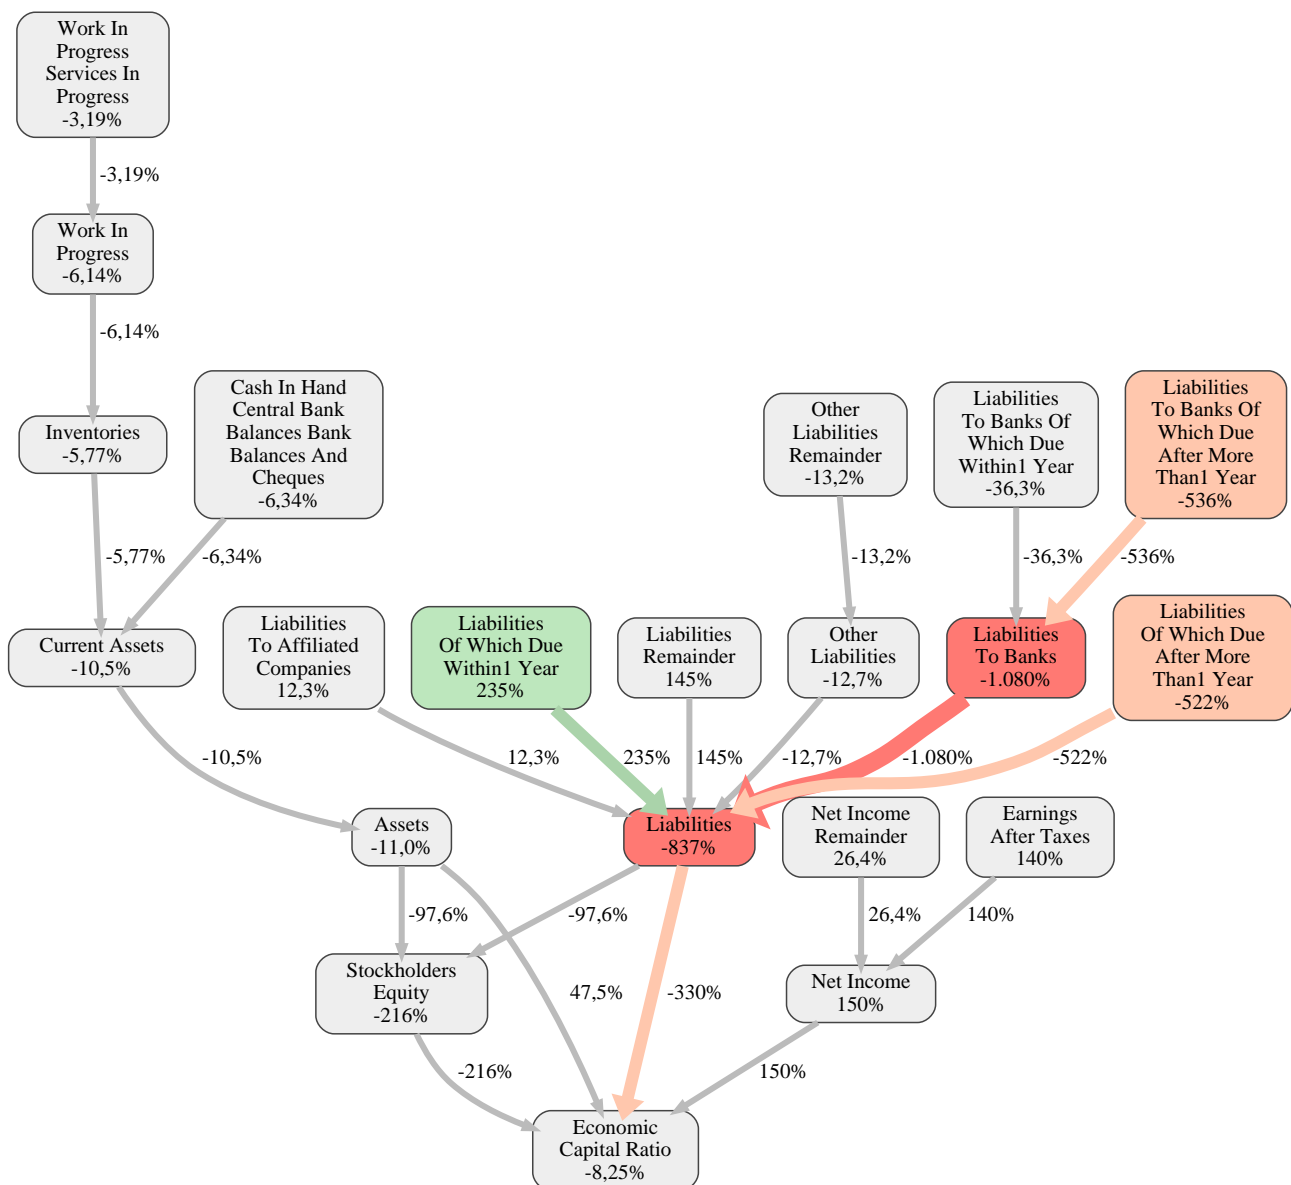 Work In
Progress
Services In
Progress
-3,19%
-3,19%
Work In
Progress
-6,14%
-6,14%
Inventories
-5,77%
Cash In Hand
Central Bank
Balances Bank
Balances And
Cheques
-6,34%
Other
Liabilities
Remainder
-13,2%
Liabilities
To Banks Of
Which Due
Within1 Year
-36,3%
Liabilities
To Banks Of
Which Due
After More
Than1 Year
-536%
-5,77%
-6,34%
-13,2%
-36,3%
-536%
Current Assets
-10,5%
Liabilities
To Affiliated
Companies
12,3%
Liabilities
Of Which Due
Within1 Year
235%
Liabilities
Remainder
145%
Other
Liabilities
-12,7%
Liabilities
To Banks
-1.080%
Liabilities
Of Which Due
After More
Than1 Year
-522%
-10,5%
12,3%
235%
145%
-12,7%
-1.080%
-522%
Assets
-11,0%
Liabilities
-837%
Net Income
Remainder
26,4%
Earnings
After Taxes
140%
-97,6%
-97,6%
26,4%
140%
Stockholders
Equity
-216%
47,5%
-330%
Net Income
150%
-216%
150%
Economic
Capital Ratio
-8,25%